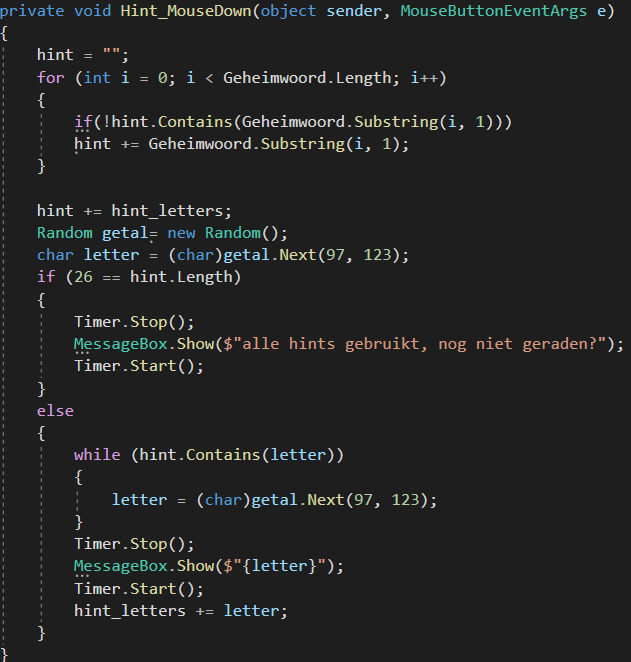 private void Hint_MouseDown(object sender, MouseButtonEventArgs e)
{
    hint = "";
    for (int i = 0; i < Geheimwoord.Length; i++)
    {
        if(!hint.Contains(Geheimwoord.Substring(i, 1)))
        hint += Geheimwoord.Substring(i, 1);
    }

    hint += hint_letters;
    Random getal= new Random();
    char letter = (char)getal.Next(97, 123);
    if (26 == hint.Length)
    {
        Timer.Stop();
        MessageBox.Show($"alle hints gebruikt, nog niet geraden?");
        Timer.Start();
    }
    else
    {
        while (hint.Contains(letter))
        {
            letter = (char)getal.Next(97, 123);
        }
        Timer.Stop();
        MessageBox.Show($"{letter}");
        Timer.Start();
        hint_letters += letter;
    }
}